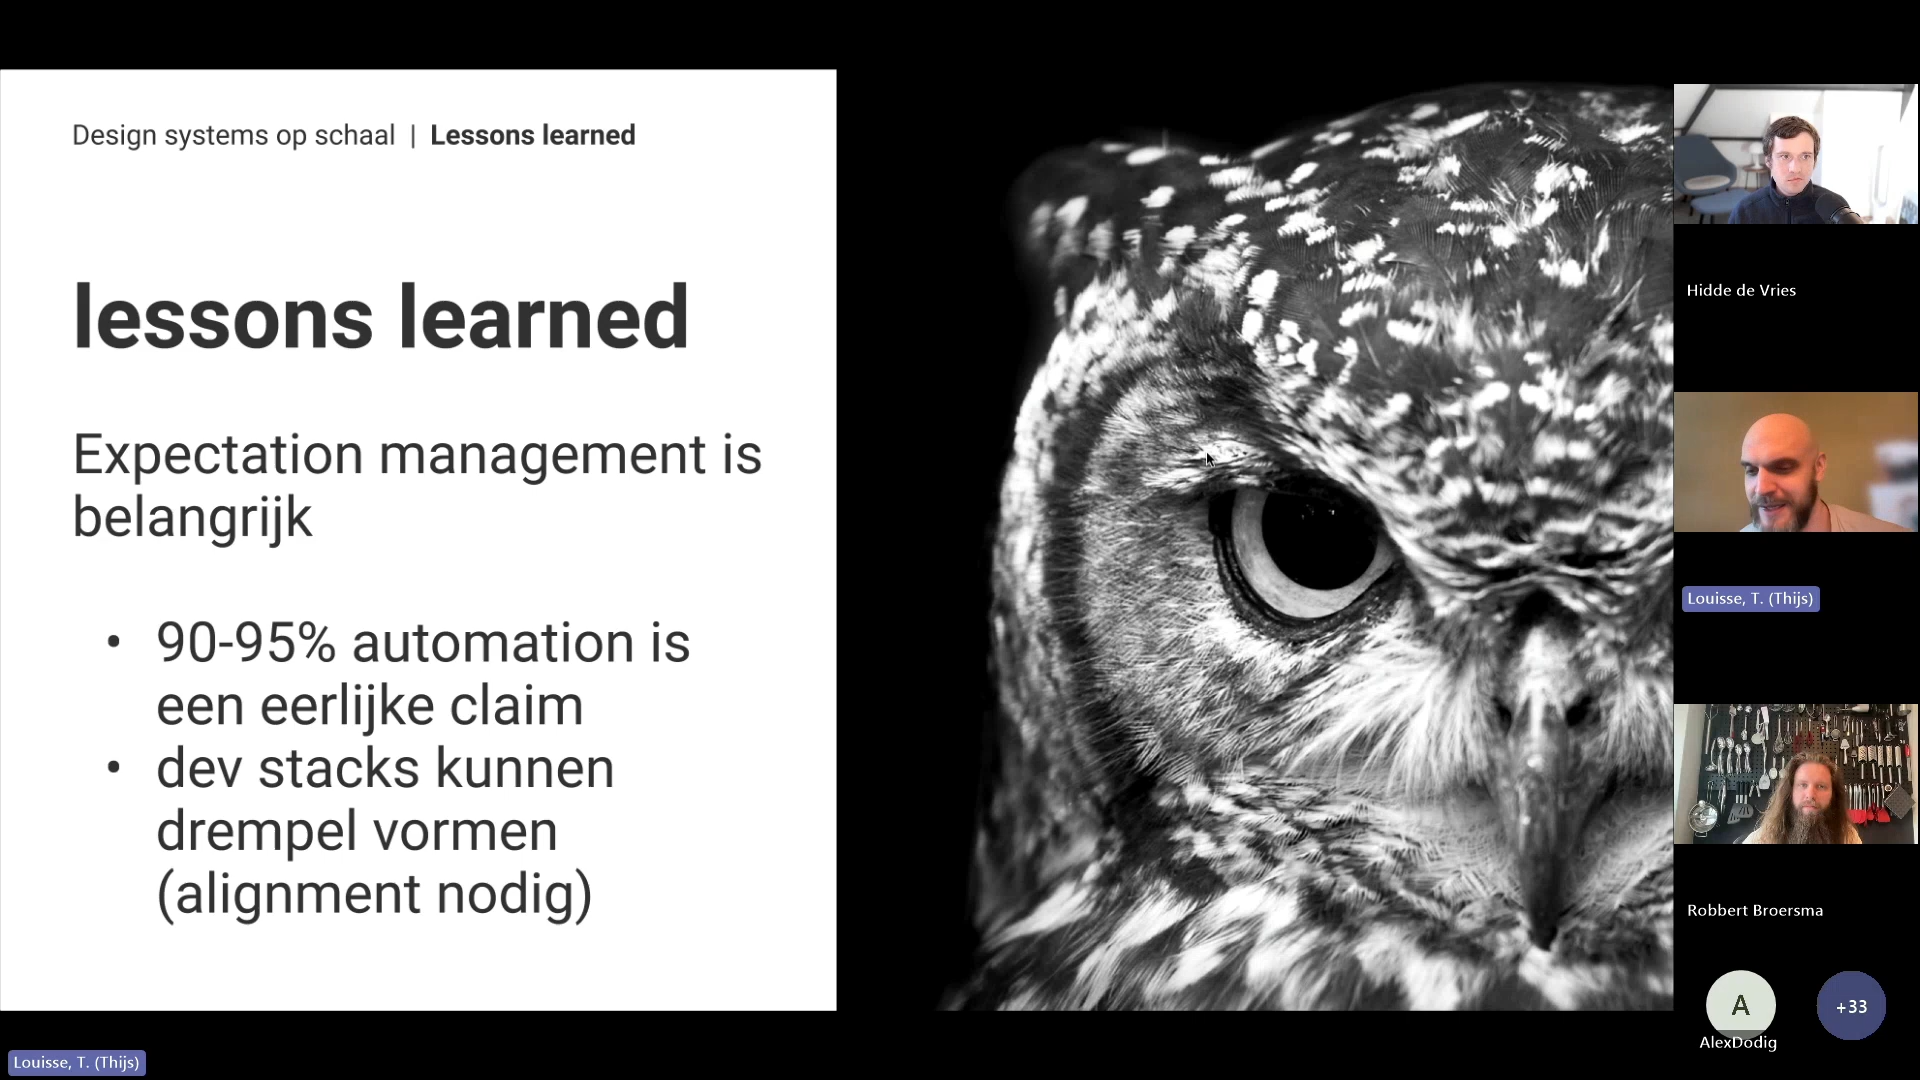 Design systems op schaal | Lessons learned
lessons learned
Expectation management is
belangrijk
• 90-95% automation is
een eerlijke claim
• dev stacks kunnen
drempel vormen
(alignment nodig)
Hidde de Vries
Louisse, T. (Thijs)
Robbert Broersma
A
AlexDodig
+33
Louisse, T. (Thijs)